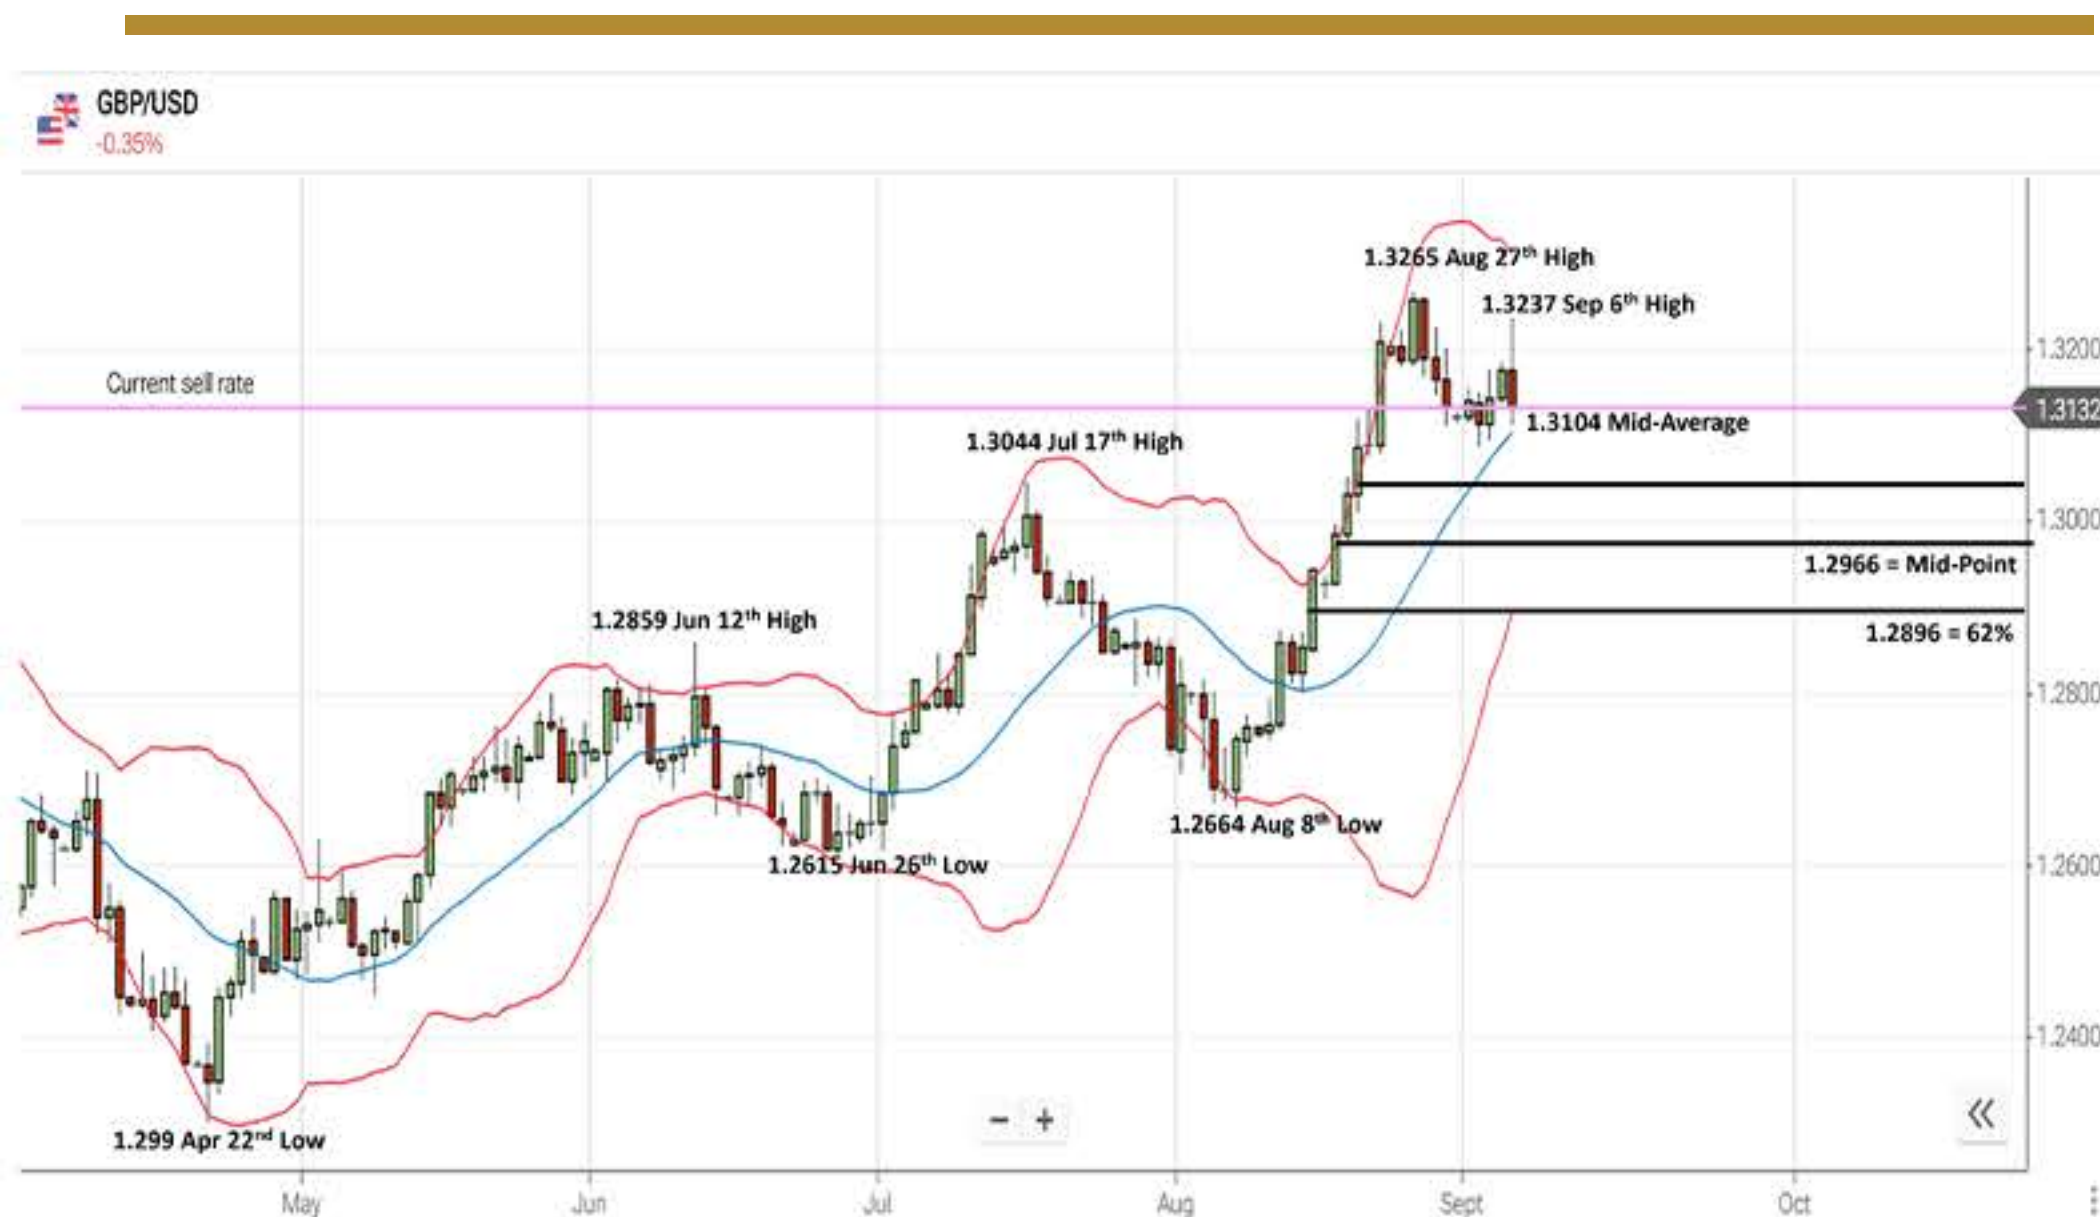 GBP/USD
-0.35%
1.3265 Aug 27th High
1.3237 Sep 6th High
1.3200
Current sell rate
1.3132
1.3104 Mid-Average
1.3044 Jul 17th High
1.3000
1.2966 = Mid-Point
1.2859 Jun 12th High
1.2896 = 62%
1.2800
1.2664 Aug 8th Low
1.2615 Jun 26th Low
1.2600
1.2400
− +
«
1.299 Apr 22nd Low
May Jun Jul Aug Sept Oct